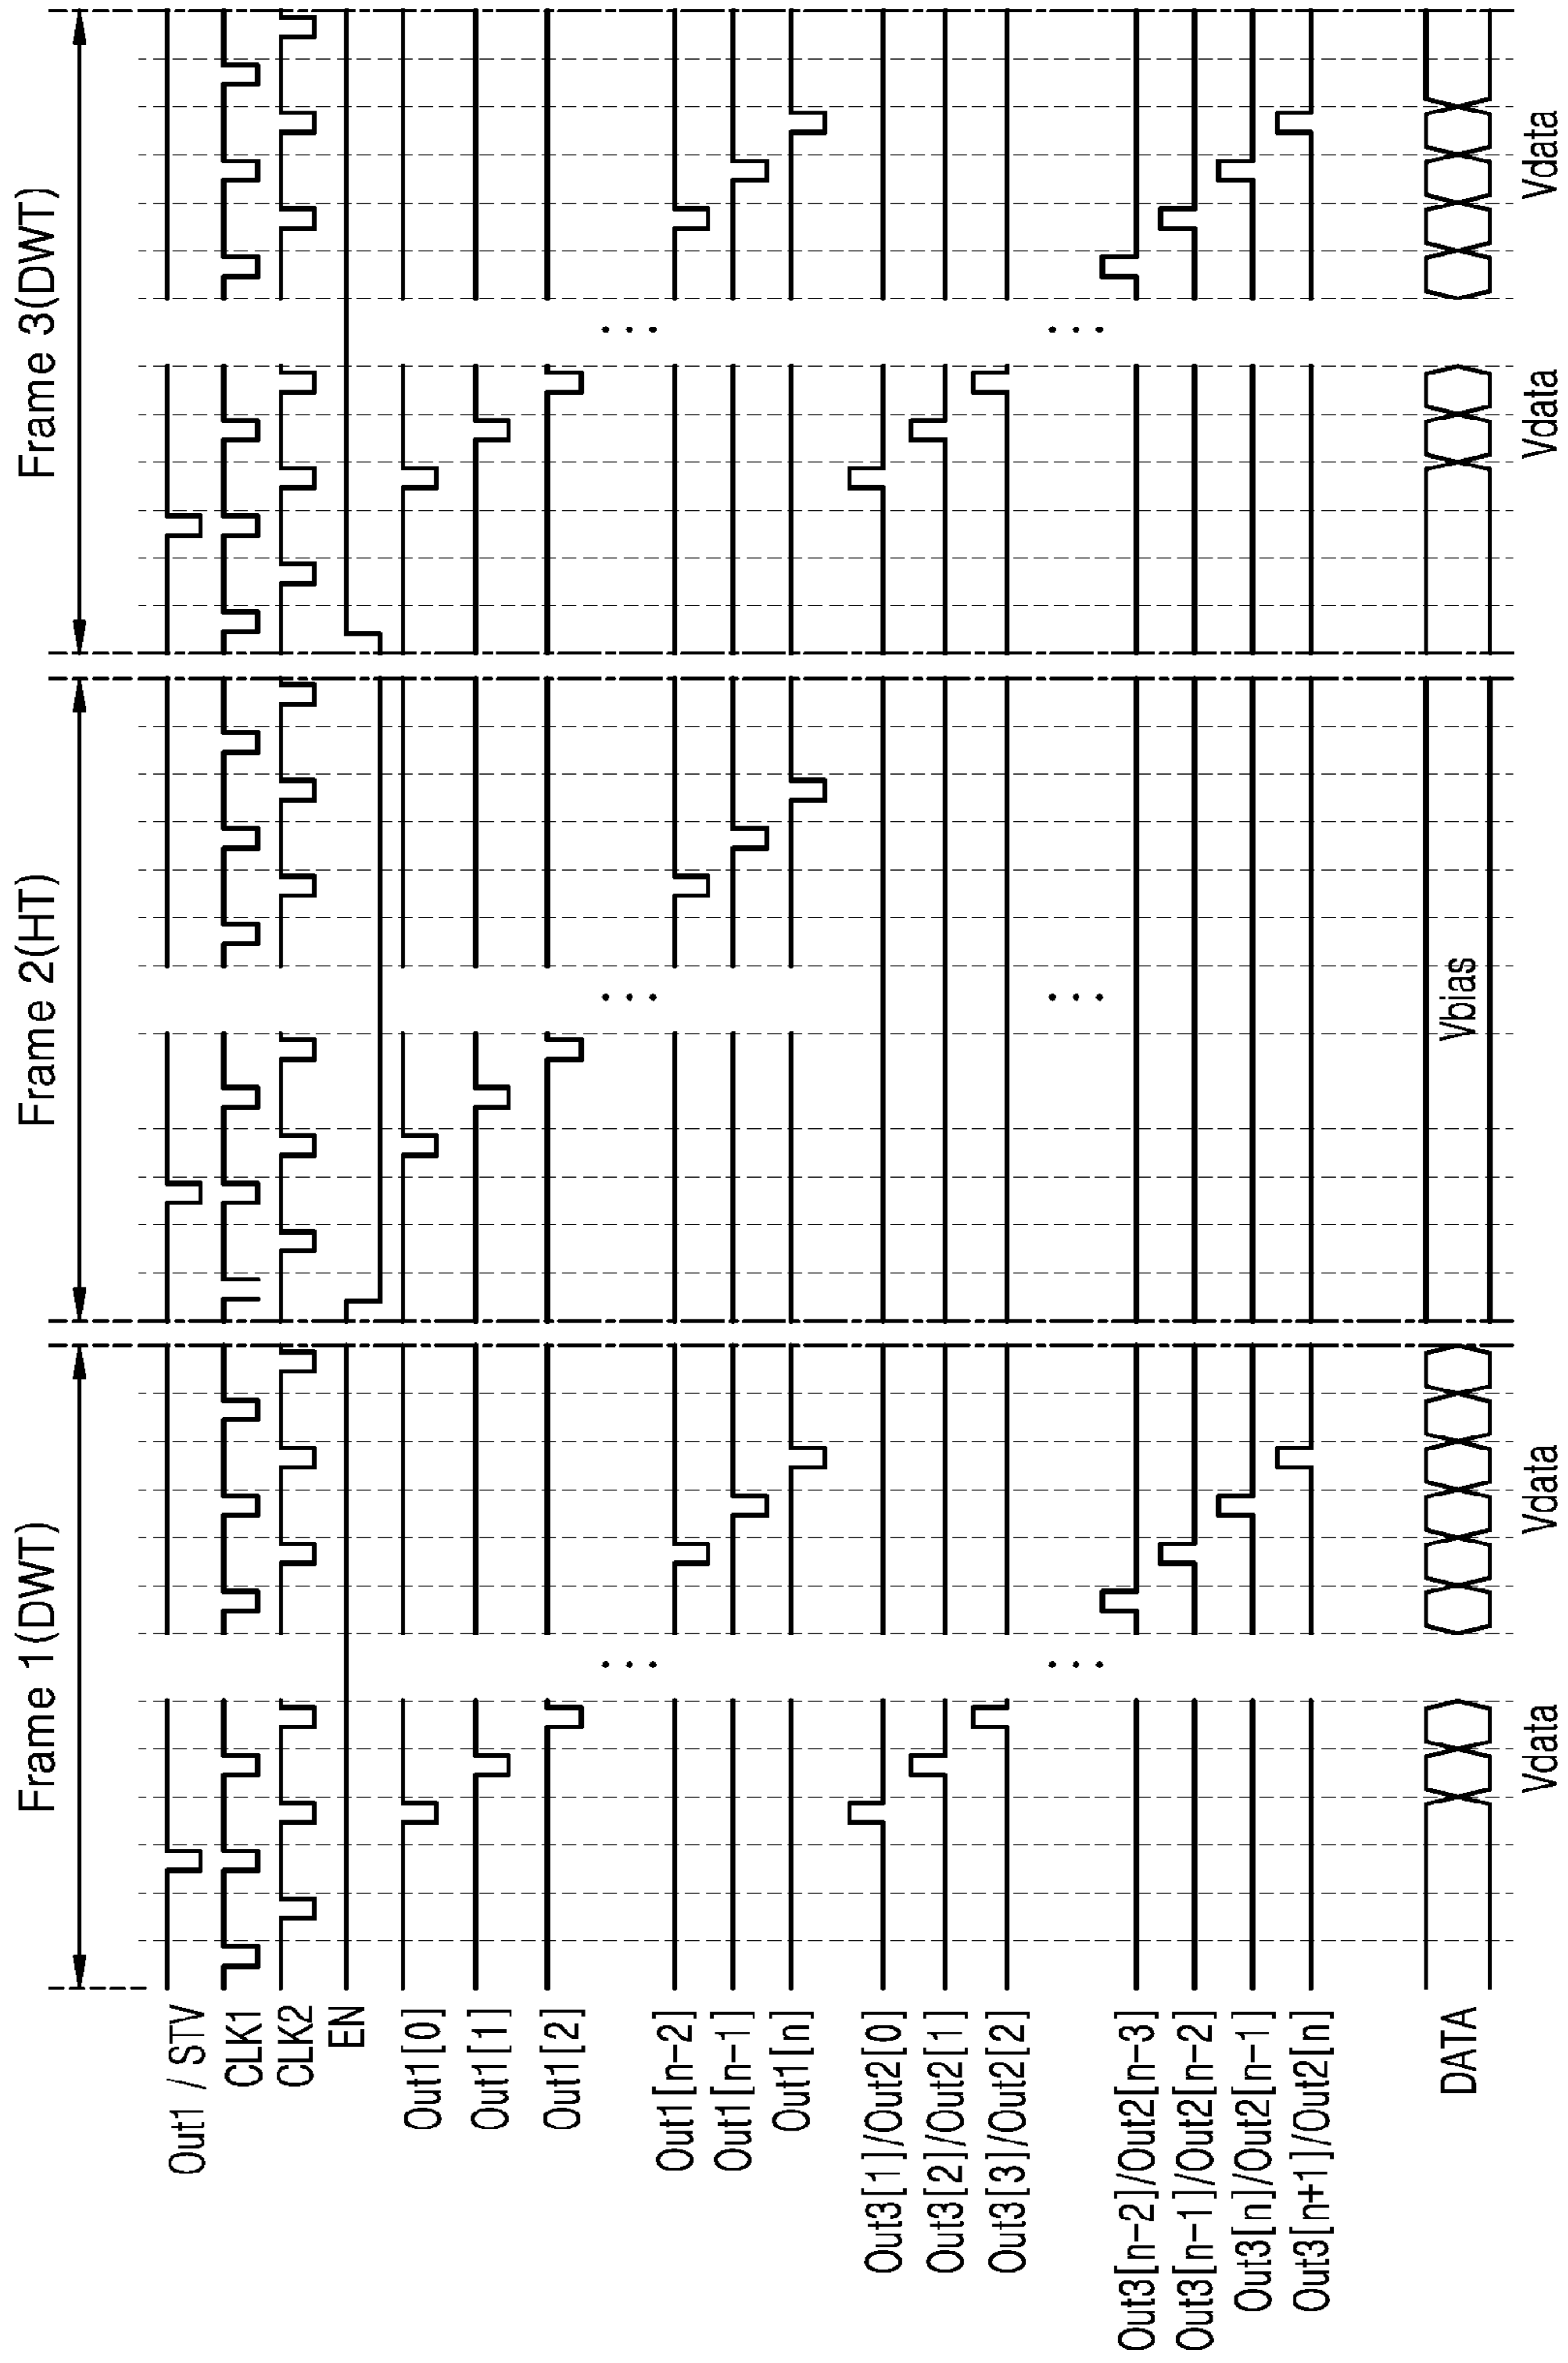 Frame 1(DWT)
Frame 2(HT)
Frame 3(DWT)
Out1 / STV
CLK1
CLK2
EN
Out1[0]
Out1[1]
Out1[2]
Out1[n-2]
Out1[n-1]
Out1[n]
Out3[1]/Out2[0]
Out3[2]/Out2[1]
Out3[3]/Out2[2]
Out3[n-2]/Out2[n-3]
Out3[n-1]/Out2[n-2]
Out3[n]/Out2[n-1]
Out3[n+1]/Out2[n]
DATA
Vbias
Vdata
Vdata
Vdata
Vdata